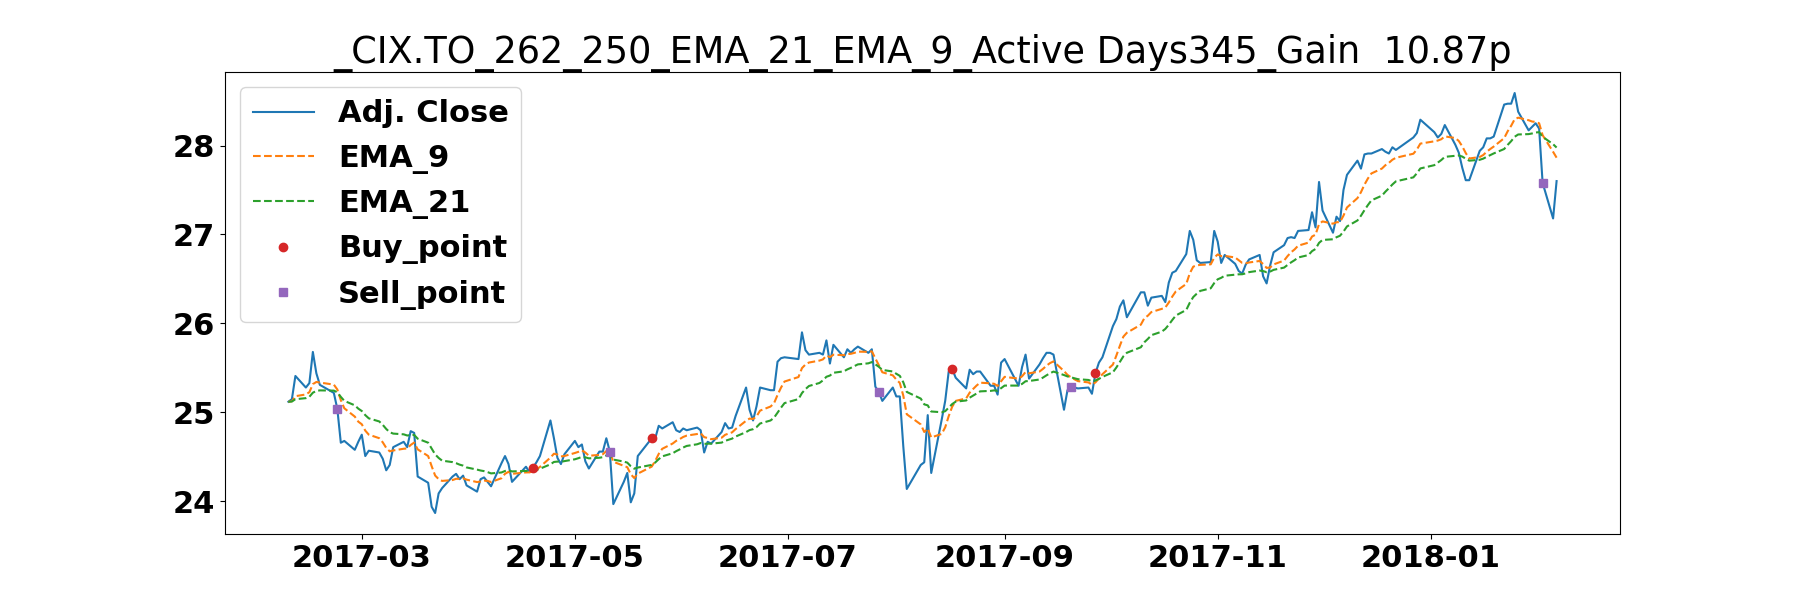 _CIX.TO_262_250_EMA_21_EMA_9_Active Days345_Gain  10.87p
Adj. Close
EMA_9
EMA_21
Buy_point
Sell_point
28
27
26
25
24
2017-03 2017-05 2017-07 2017-09 2017-11 2018-01